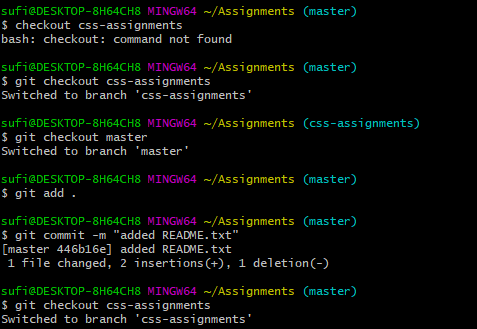 sufi@DESKTOP-8H64CH8 MINGW64 ~/Assignments (master)
$ checkout css-assignments
bash: checkout: command not found
sufi@DESKTOP-8H64CH8 MINGW64 ~/Assignments (master)
$ git checkout css-assignments
Switched to branch 'css-assignments'
sufi@DESKTOP-8H64CH8 MINGW64 ~/Assignments (css-assignments)
$ git checkout master
Switched to branch 'master'
sufi@DESKTOP-8H64CH8 MINGW64 ~/Assignments (master)
$ git add .
sufi@DESKTOP-8H64CH8 MINGW64 ~/Assignments (master)
$ git commit -m "added README.txt"
[master 446b16e] added README.txt
 1 file changed, 2 insertions(+), 1 deletion(-)
sufi@DESKTOP-8H64CH8 MINGW64 ~/Assignments (master)
$ git checkout css-assignments
Switched to branch 'css-assignments'